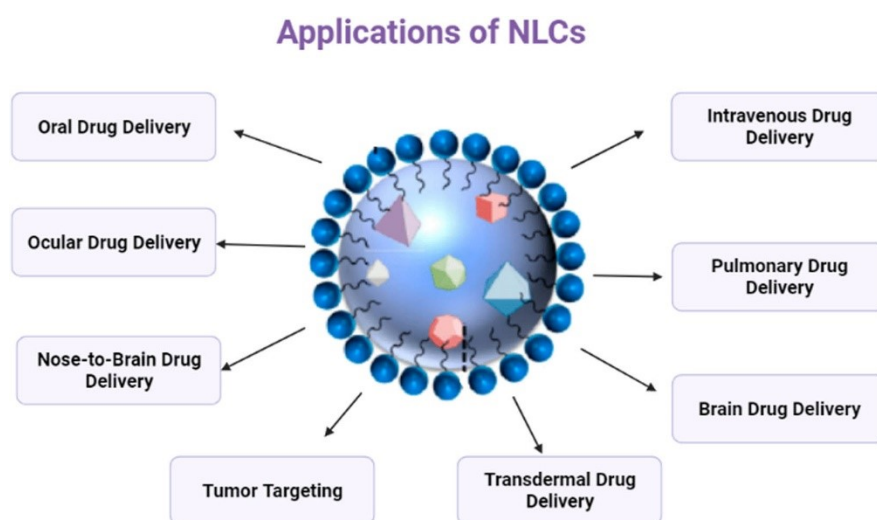 Applications of NLCs
Oral Drug Delivery
Intravenous Drug
Delivery
Ocular Drug Delivery
Pulmonary Drug
Delivery
Nose-to-Brain Drug
Delivery
Brain Drug Delivery
Tumor Targeting
Transdermal Drug
Delivery